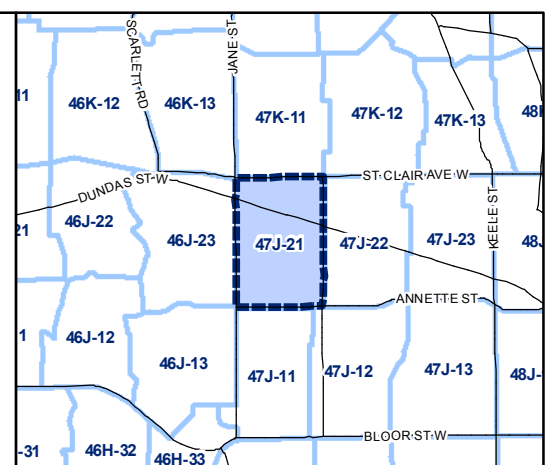 SCARLETT RD
JANE ST
11
46K-12
46K-13
47K-11
47K-12
47K-13
ST CLAIR AVE W
DUNDAS ST W
KEELE ST
21
46J-22
46J-23
47J-21
47J-22
47J-23
48J-
ANNETTE ST
1
46J-12
46J-13
47J-11
47J-12
47J-13
48J-
BLOOR ST W
-31
46H-32
46H-33